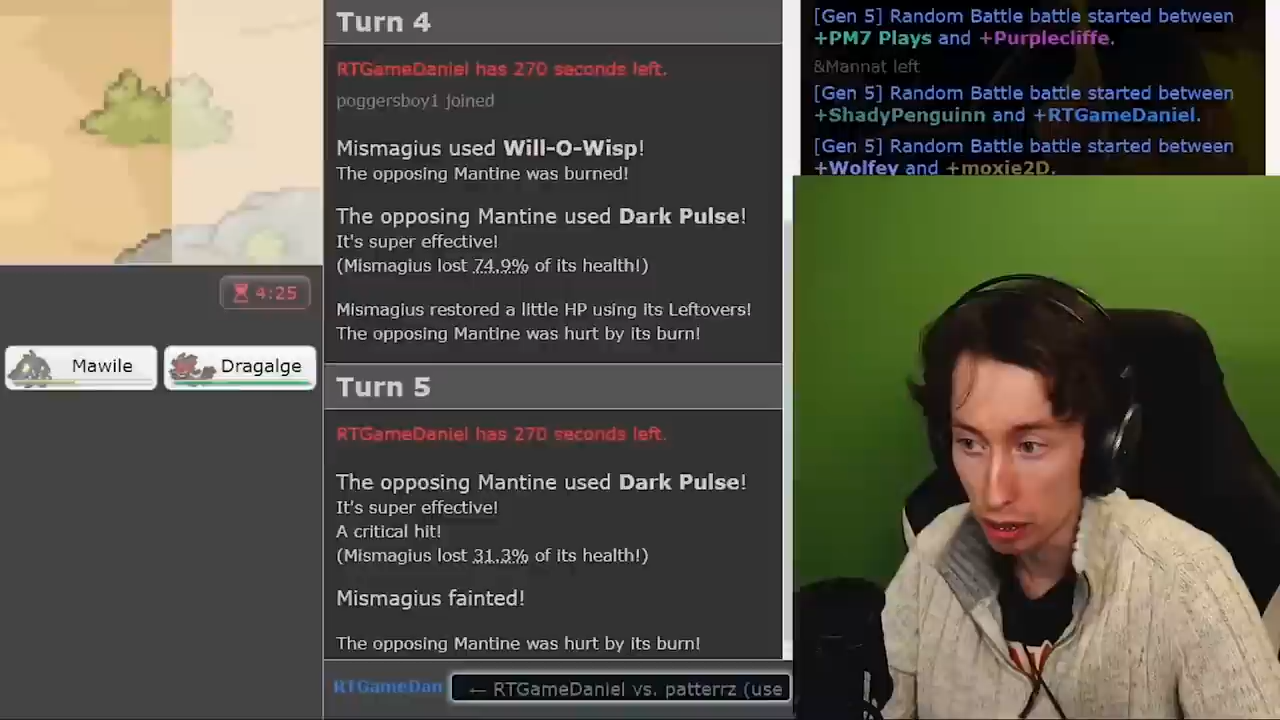 Turn 4
RTGameDaniel has 270 seconds left.
poggersboy1 joined
Mismagius used Will-O-Wisp!
The opposing Mantine was burned!
The opposing Mantine used Dark Pulse!
It's super effective!
(Mismagius lost 74.9% of its health!)
Mismagius restored a little HP using its Leftovers!
The opposing Mantine was hurt by its burn!
Turn 5
RTGameDaniel has 270 seconds left.
The opposing Mantine used Dark Pulse!
It's super effective!
A critical hit!
(Mismagius lost 31.3% of its health!)
Mismagius fainted!
The opposing Mantine was hurt by its burn!
RTGameDan
← RTGameDaniel vs. patterrz (use
4:25
Mawile
Dragalge
[Gen 5] Random Battle battle started between
+PM7 Plays and +Purplecliffe.
&Mannat left
[Gen 5] Random Battle battle started between
+ShadyPenguinn and +RTGameDaniel.
[Gen 5] Random Battle battle started between
+Wolfey and +moxie2D.